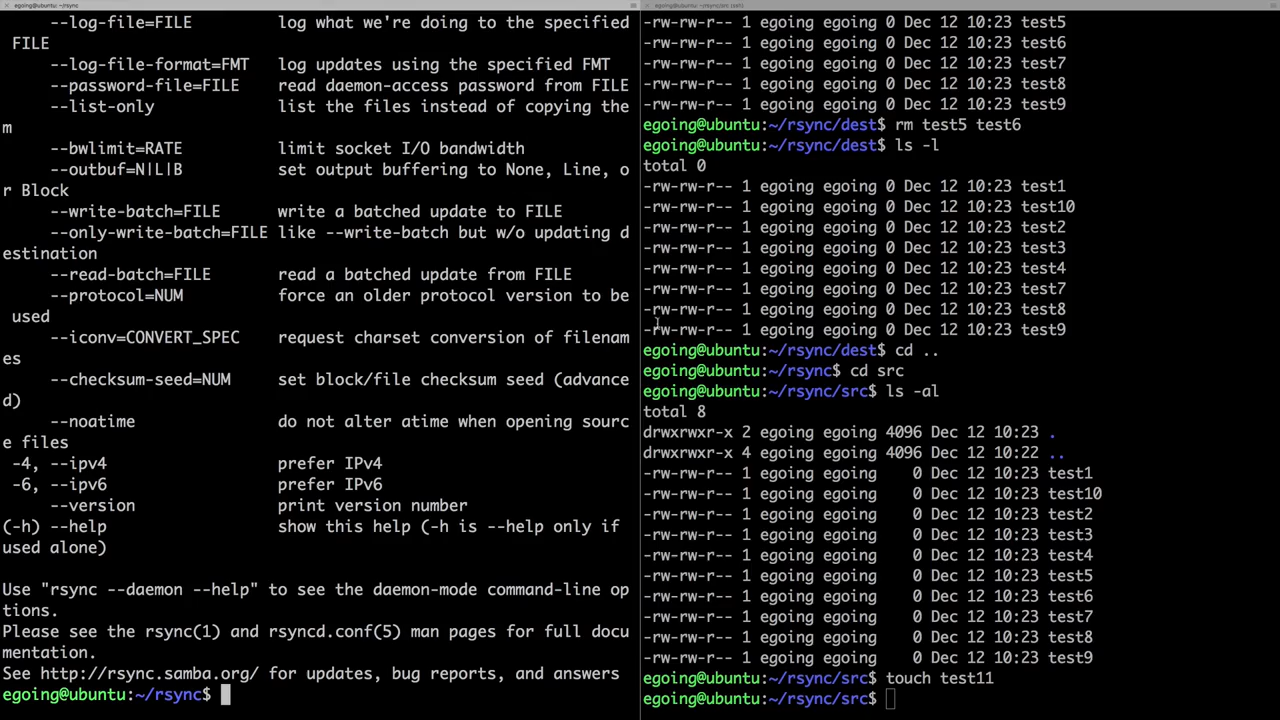 egoing@ubuntu: ~/rsync
    --log-file=FILE         log what we're doing to the specified
 FILE
    --log-file-format=FMT   log updates using the specified FMT
    --password-file=FILE    read daemon-access password from FILE
    --list-only             list the files instead of copying the
m
    --bwlimit=RATE          limit socket I/O bandwidth
    --outbuf=N|L|B          set output buffering to None, Line, o
r Block
    --write-batch=FILE      write a batched update to FILE
    --only-write-batch=FILE like --write-batch but w/o updating d
estination
    --read-batch=FILE       read a batched update from FILE
    --protocol=NUM          force an older protocol version to be
 used
    --iconv=CONVERT_SPEC    request charset conversion of filenam
es
    --checksum-seed=NUM     set block/file checksum seed (advance
d)
    --noatime               do not alter atime when opening sourc
e files
-4, --ipv4                  prefer IPv4
-6, --ipv6                  prefer IPv6
    --version               print version number
(-h) --help                 show this help (-h is --help only if
used alone)

Use "rsync --daemon --help" to see the daemon-mode command-line op
tions.
Please see the rsync(1) and rsyncd.conf(5) man pages for full docu
mentation.
See http://rsync.samba.org/ for updates, bug reports, and answers
egoing@ubuntu:~/rsync$
egoing@ubuntu: ~/rsync/src
-rw-rw-r-- 1 egoing egoing 0 Dec 12 10:23 test5
-rw-rw-r-- 1 egoing egoing 0 Dec 12 10:23 test6
-rw-rw-r-- 1 egoing egoing 0 Dec 12 10:23 test7
-rw-rw-r-- 1 egoing egoing 0 Dec 12 10:23 test8
-rw-rw-r-- 1 egoing egoing 0 Dec 12 10:23 test9
egoing@ubuntu:~/rsync/dest$ rm test5 test6
egoing@ubuntu:~/rsync/dest$ ls -l
total 0
-rw-rw-r-- 1 egoing egoing 0 Dec 12 10:23 test1
-rw-rw-r-- 1 egoing egoing 0 Dec 12 10:23 test10
-rw-rw-r-- 1 egoing egoing 0 Dec 12 10:23 test2
-rw-rw-r-- 1 egoing egoing 0 Dec 12 10:23 test3
-rw-rw-r-- 1 egoing egoing 0 Dec 12 10:23 test4
-rw-rw-r-- 1 egoing egoing 0 Dec 12 10:23 test7
-rw-rw-r-- 1 egoing egoing 0 Dec 12 10:23 test8
-rw-rw-r-- 1 egoing egoing 0 Dec 12 10:23 test9
egoing@ubuntu:~/rsync/dest$ cd ..
egoing@ubuntu:~/rsync$ cd src
egoing@ubuntu:~/rsync/src$ ls -al
total 8
drwxrwxr-x 2 egoing egoing 4096 Dec 12 10:23 .
drwxrwxr-x 4 egoing egoing 4096 Dec 12 10:22 ..
-rw-rw-r-- 1 egoing egoing    0 Dec 12 10:23 test1
-rw-rw-r-- 1 egoing egoing    0 Dec 12 10:23 test10
-rw-rw-r-- 1 egoing egoing    0 Dec 12 10:23 test2
-rw-rw-r-- 1 egoing egoing    0 Dec 12 10:23 test3
-rw-rw-r-- 1 egoing egoing    0 Dec 12 10:23 test4
-rw-rw-r-- 1 egoing egoing    0 Dec 12 10:23 test5
-rw-rw-r-- 1 egoing egoing    0 Dec 12 10:23 test6
-rw-rw-r-- 1 egoing egoing    0 Dec 12 10:23 test7
-rw-rw-r-- 1 egoing egoing    0 Dec 12 10:23 test8
-rw-rw-r-- 1 egoing egoing    0 Dec 12 10:23 test9
egoing@ubuntu:~/rsync/src$ touch test11
egoing@ubuntu:~/rsync/src$